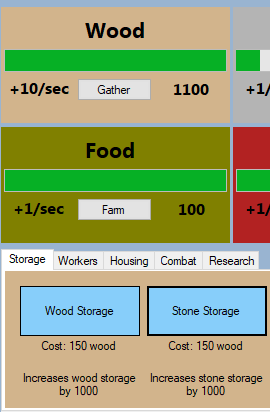 Wood
+10/sec Gather 1100
+1/
Food
+1/sec Farm 100
+1/
Storage Workers Housing Combat Research
Wood Storage Stone Storage
Cost: 150 wood Cost: 150 wood
Increases wood storage Increases stone storage
by 1000 by 1000